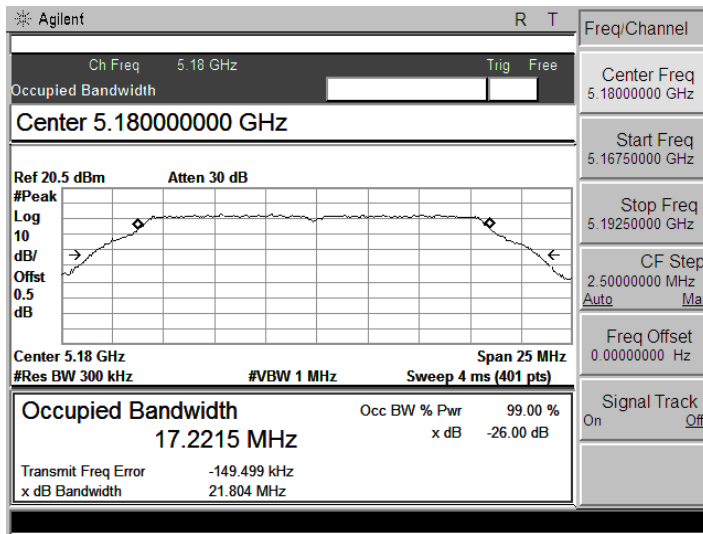 Agilent R T
Ch Freq 5.18 GHz Trig Free
Occupied Bandwidth
Center 5.180000000 GHz
Ref 20.5 dBm Atten 30 dB
#Peak
Log
10
dB/
Offst
0.5
dB
Center 5.18 GHz Span 25 MHz
#Res BW 300 kHz #VBW 1 MHz Sweep 4 ms (401 pts)
Occupied Bandwidth Occ BW % Pwr 99.00 %
17.2215 MHz x dB -26.00 dB
Transmit Freq Error -149.499 kHz
x dB Bandwidth 21.804 MHz
Freq/Channel
Center Freq
5.18000000 GHz
Start Freq
5.16750000 GHz
Stop Freq
5.19250000 GHz
CF Step
2.50000000 MHz
Auto Ma
Freq Offset
0.00000000 Hz
Signal Track
On Off